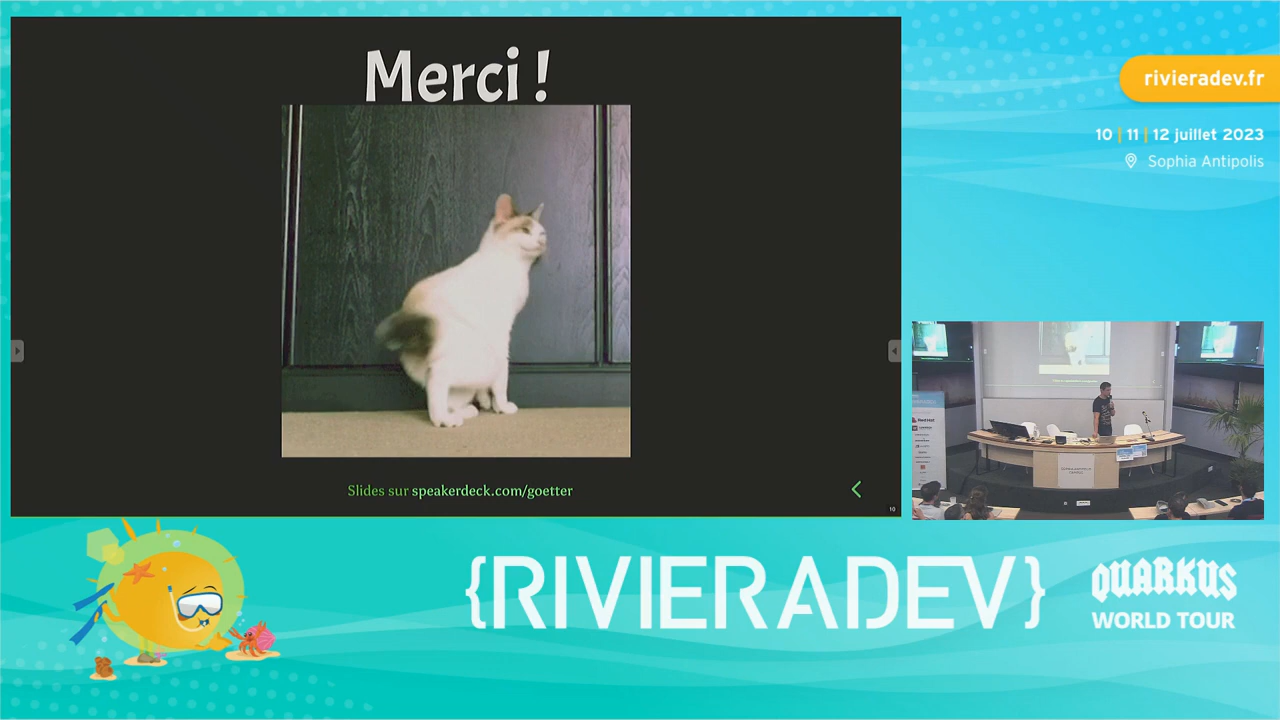 Merci !
Slides sur speakerdeck.com/goetter
10
rivieradev.fr
10 | 11 | 12 juillet 2023
Sophia Antipolis
{RIVIERADEV}
QUARKUS
WORLD TOUR